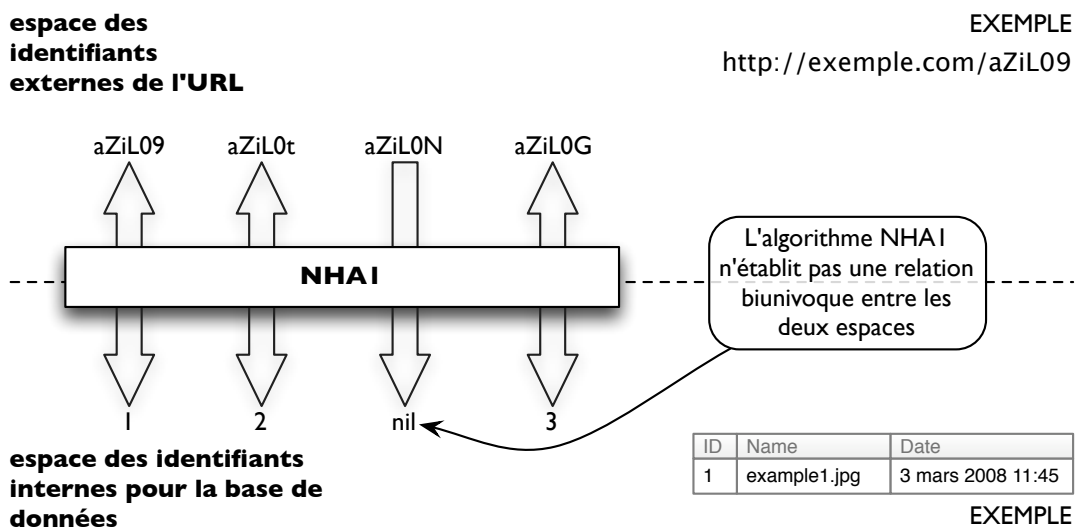 espace des
identifiants
externes de l'URL
EXEMPLE
http://exemple.com/aZiL09
aZiL09 aZiL0t aZiL0N aZiL0G
NHA1
L'algorithme NHA1
n'établit pas une relation
biunivoque entre les
deux espaces
1 2 nil 3
espace des identifiants
internes pour la base de
données
ID Name Date
1 example1.jpg 3 mars 2008 11:45
EXEMPLE